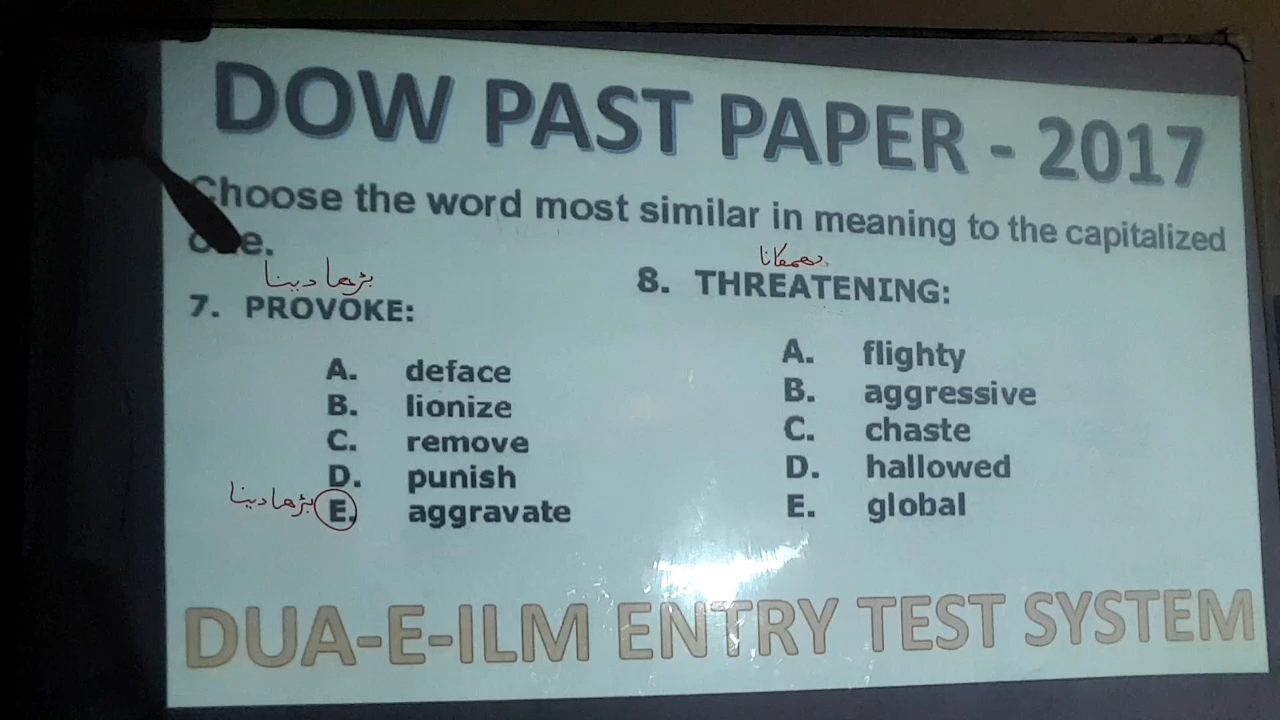 DOW PAST PAPER - 2017
Choose the word most similar in meaning to the capitalized
one.
بڑھا دینا
7. PROVOKE:
A. deface
B. lionize
C. remove
D. punish
بڑھا دینا E. aggravate
دھمکانا
8. THREATENING:
A. flighty
B. aggressive
C. chaste
D. hallowed
E. global
DUA-E-ILM ENTRY TEST SYSTEM